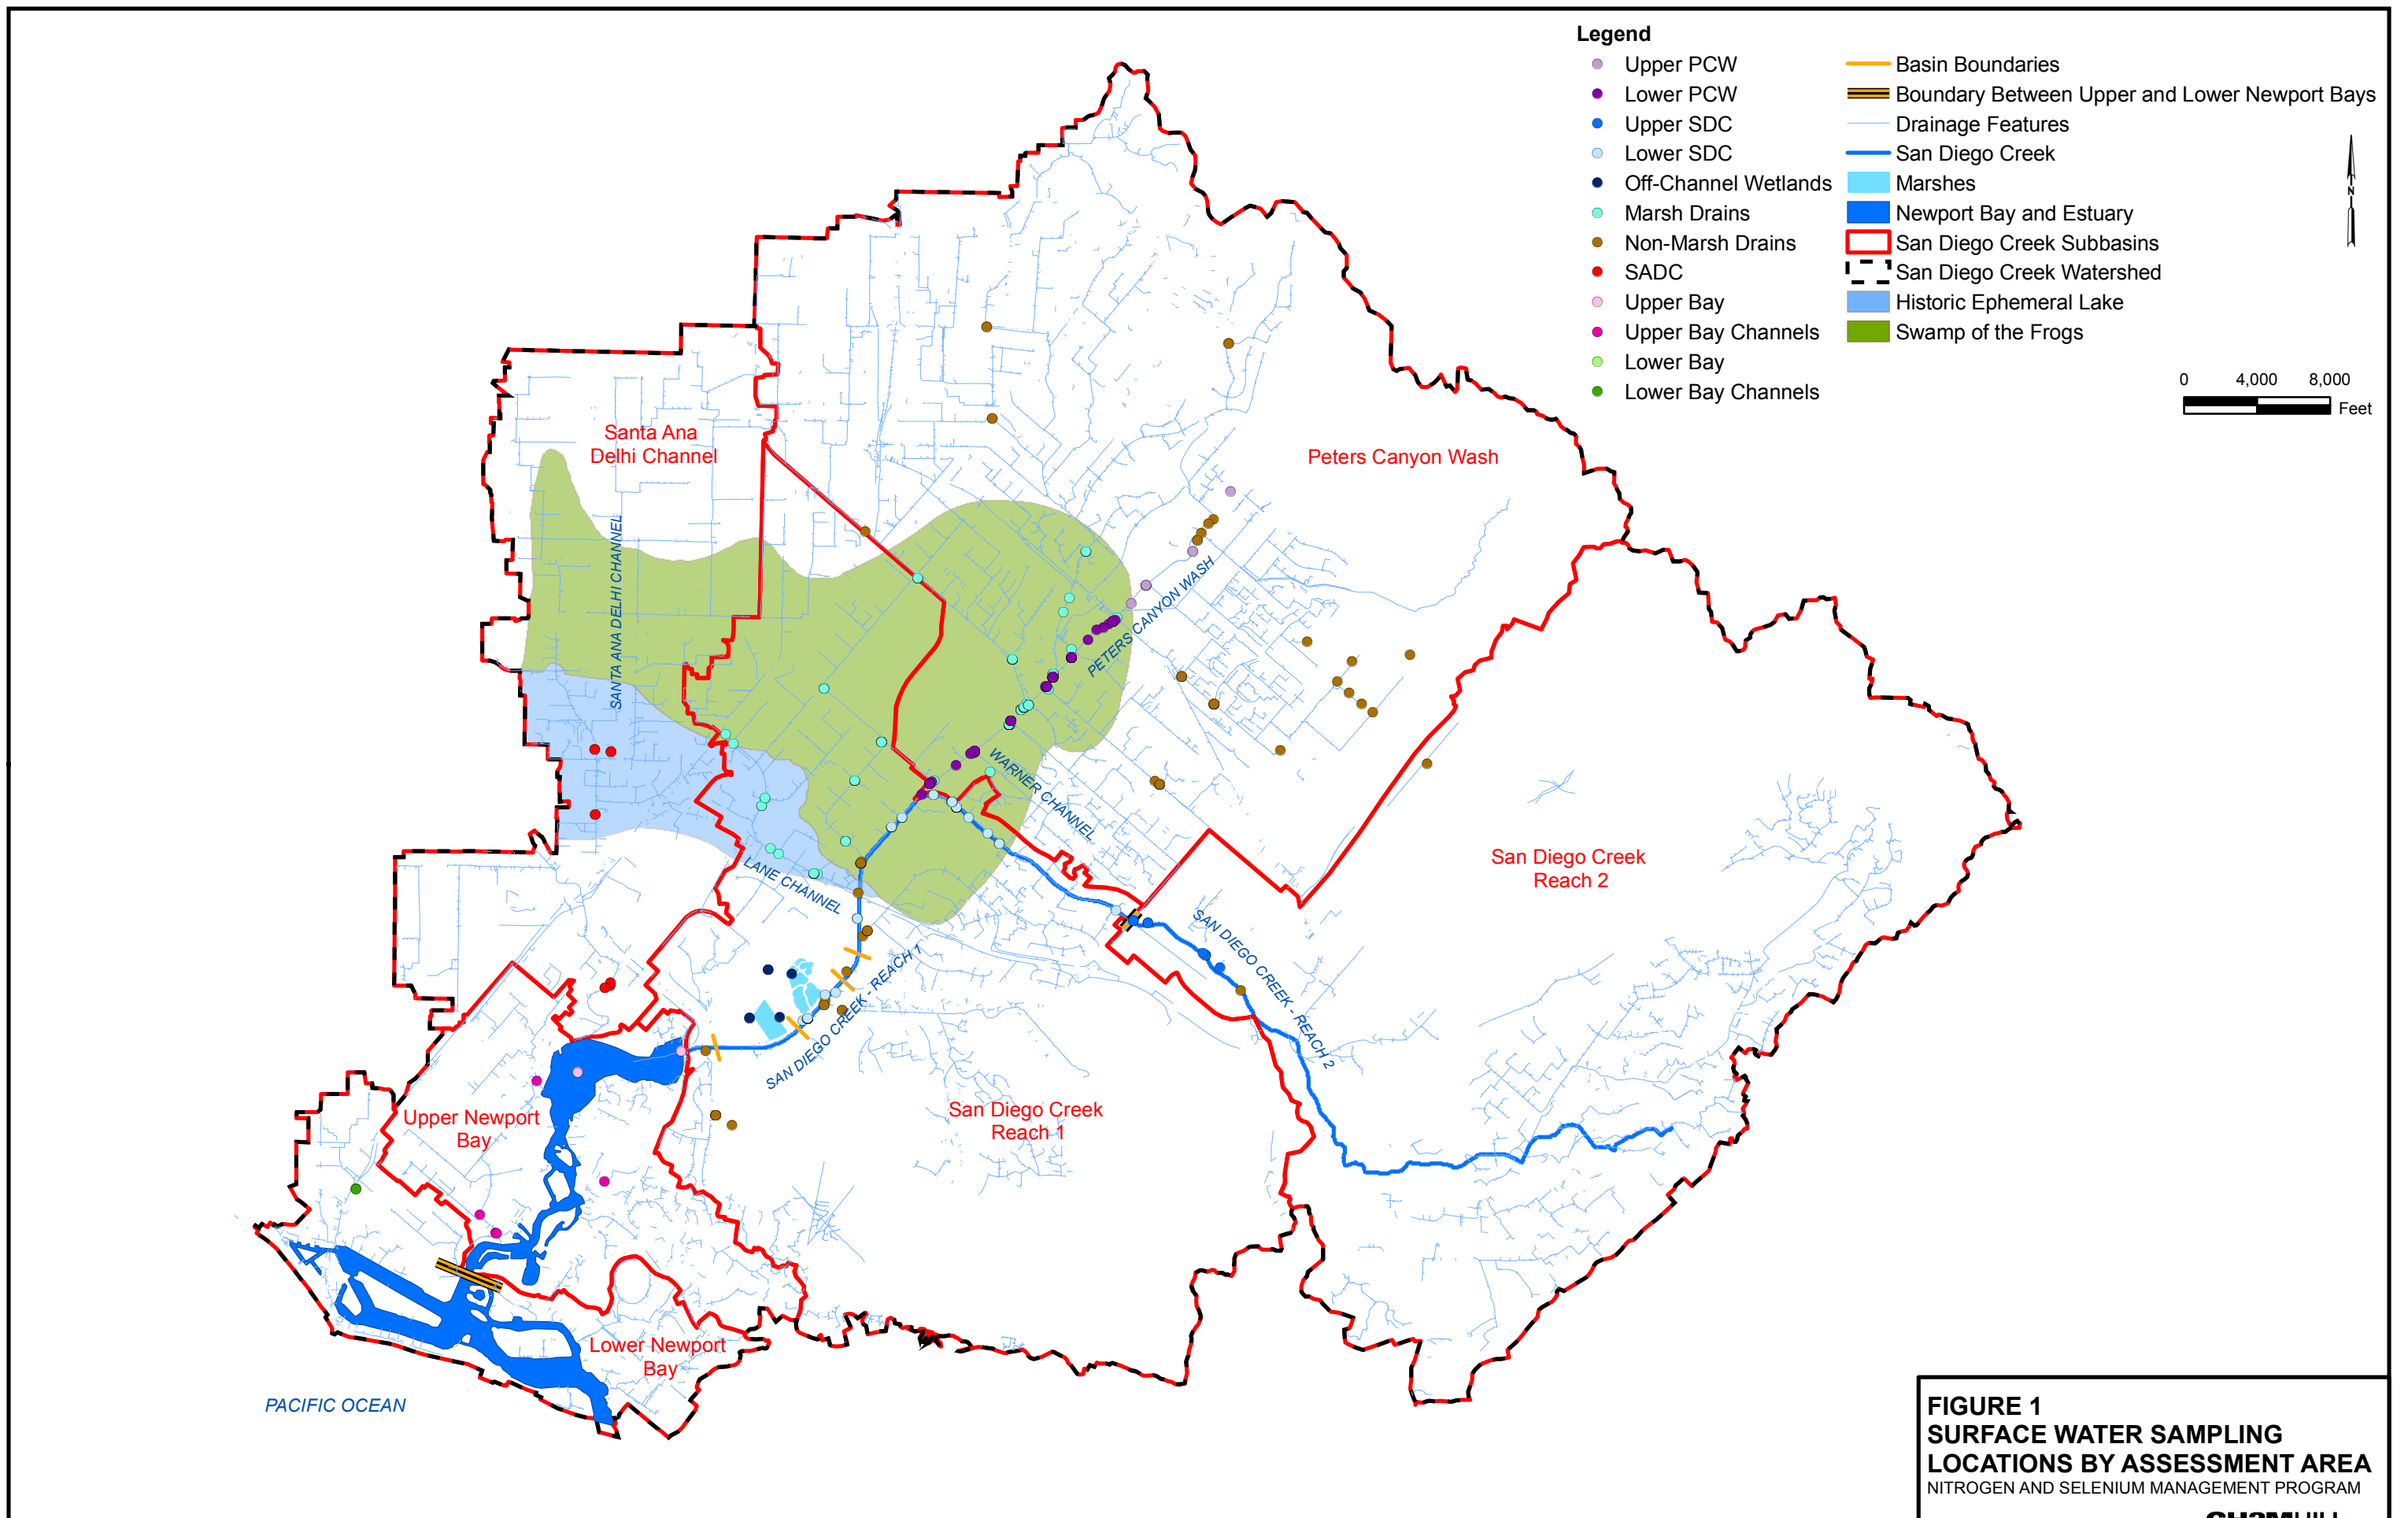 Legend
Upper PCW
Lower PCW
Upper SDC
Lower SDC
Off-Channel Wetlands
Marsh Drains
Non-Marsh Drains
SADC
Upper Bay
Upper Bay Channels
Lower Bay
Lower Bay Channels
Basin Boundaries
Boundary Between Upper and Lower Newport Bays
Drainage Features
San Diego Creek
Marshes
Newport Bay and Estuary
San Diego Creek Subbasins
San Diego Creek Watershed
Historic Ephemeral Lake
Swamp of the Frogs
N
0 4,000 8,000
Feet
Santa Ana
Delhi Channel
Peters Canyon Wash
SANTA ANA DELHI CHANNEL
PETERS CANYON WASH
WARNER CHANNEL
LANE CHANNEL
San Diego Creek
Reach 2
SAN DIEGO CREEK - REACH 1
SAN DIEGO CREEK - REACH 2
Upper Newport
Bay
San Diego Creek
Reach 1
Lower Newport
Bay
PACIFIC OCEAN
FIGURE 1
SURFACE WATER SAMPLING
LOCATIONS BY ASSESSMENT AREA
NITROGEN AND SELENIUM MANAGEMENT PROGRAM
CH2MHILL